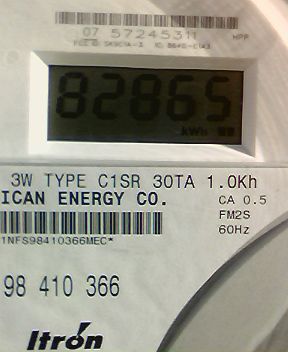 07 57245311
HPP
82865
kWh
3W TYPE C1SR 30TA 1.0Kh
ICAN ENERGY CO.
CA 0.5
FM2S
60Hz
1NFS98410366MEC*
98 410 366
Itron